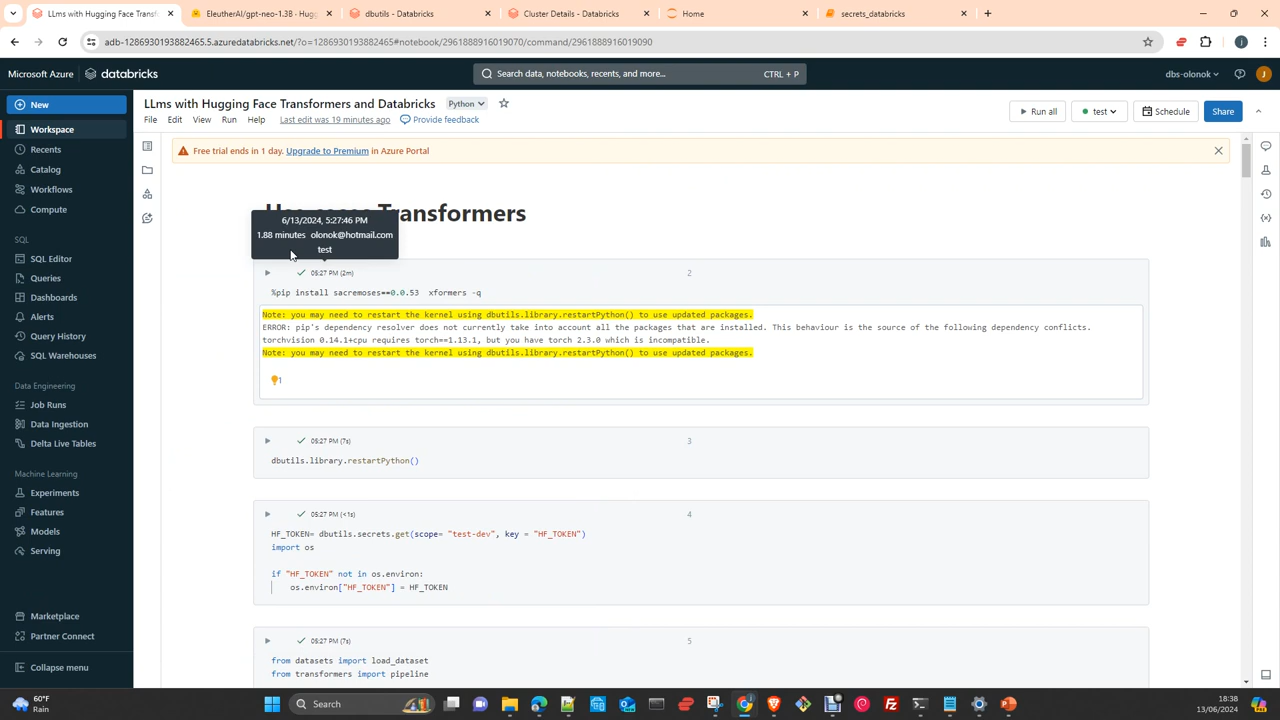 LLms with Hugging Face Transf
EleutherAI/gpt-neo-1.3B · Hugg
dbutils - Databricks
Cluster Details - Databricks
Home
secrets_databricks
adb-1286930193882465.5.azuredatabricks.net/?o=1286930193882465#notebook/2961888916019070/command/2961888916019090
Microsoft Azure
databricks
Search data, notebooks, recents, and more...
CTRL + P
dbs-olonok
J
New
Workspace
Recents
Catalog
Workflows
Compute
SQL
SQL Editor
Queries
Dashboards
Alerts
Query History
SQL Warehouses
Data Engineering
Job Runs
Data Ingestion
Delta Live Tables
Machine Learning
Experiments
Features
Models
Serving
Marketplace
Partner Connect
Collapse menu
LLms with Hugging Face Transformers and Databricks
Python
File Edit View Run Help
Last edit was 19 minutes ago
Provide feedback
Run all
test
Schedule
Share
Free trial ends in 1 day. Upgrade to Premium in Azure Portal
Transformers
6/13/2024, 5:27:46 PM
1.88 minutes olonok@hotmail.com
test
05:27 PM (2m)
2
%pip install sacremoses==0.0.53 xformers -q
Note: you may need to restart the kernel using dbutils.library.restartPython() to use updated packages.
ERROR: pip's dependency resolver does not currently take into account all the packages that are installed. This behaviour is the source of the following dependency conflicts.
torchvision 0.14.1+cpu requires torch==1.13.1, but you have torch 2.3.0 which is incompatible.
Note: you may need to restart the kernel using dbutils.library.restartPython() to use updated packages.
1
05:27 PM (7s)
3
dbutils.library.restartPython()
05:27 PM (<1s)
4
HF_TOKEN= dbutils.secrets.get(scope= "test-dev", key = "HF_TOKEN")
import os
if "HF_TOKEN" not in os.environ:
os.environ["HF_TOKEN"] = HF_TOKEN
05:27 PM (7s)
5
from datasets import load_dataset
from transformers import pipeline
60°F
Rain
Search
18:38
13/06/2024